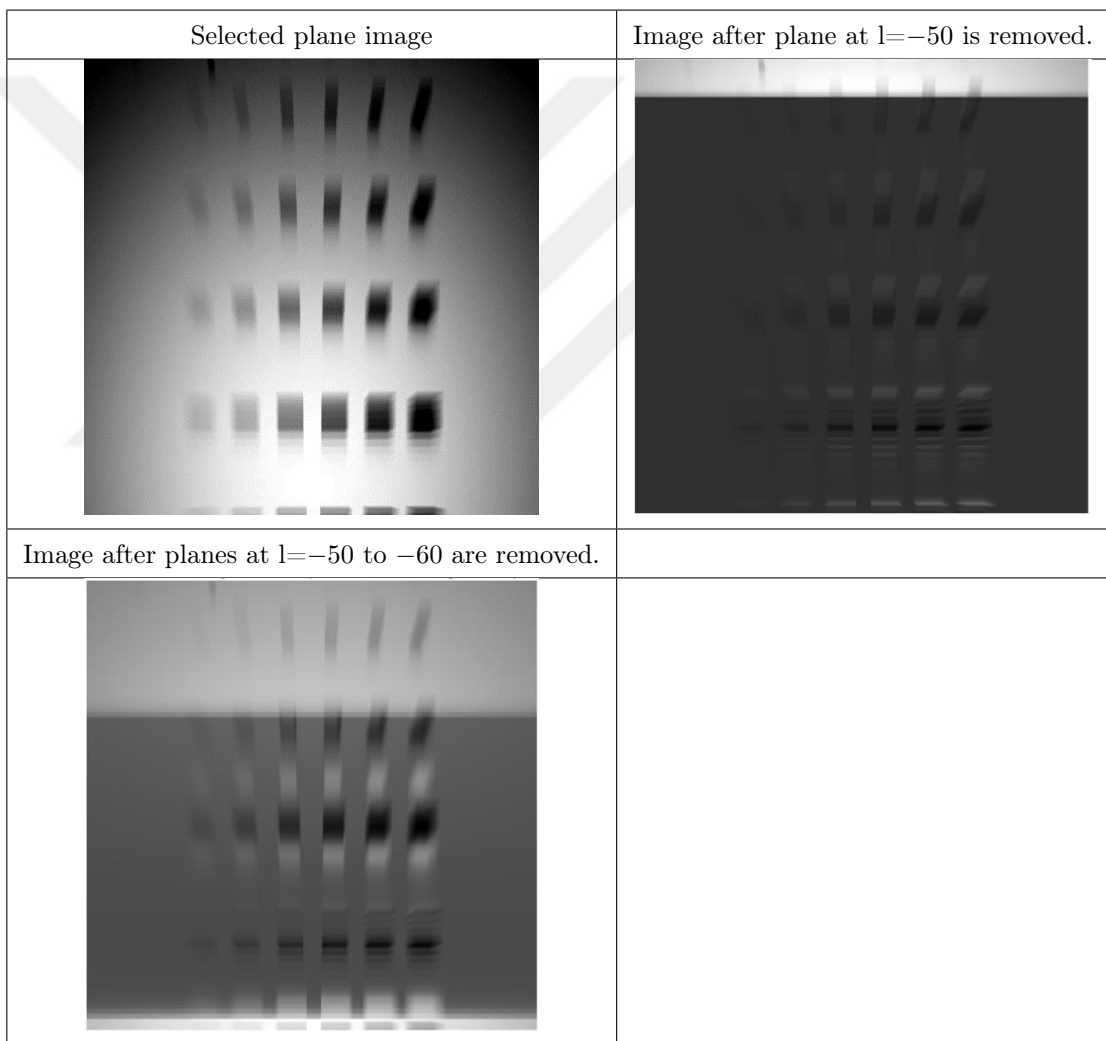 Selected plane image
Image after plane at l=−50 is removed.
Image after planes at l=−50 to −60 are removed.